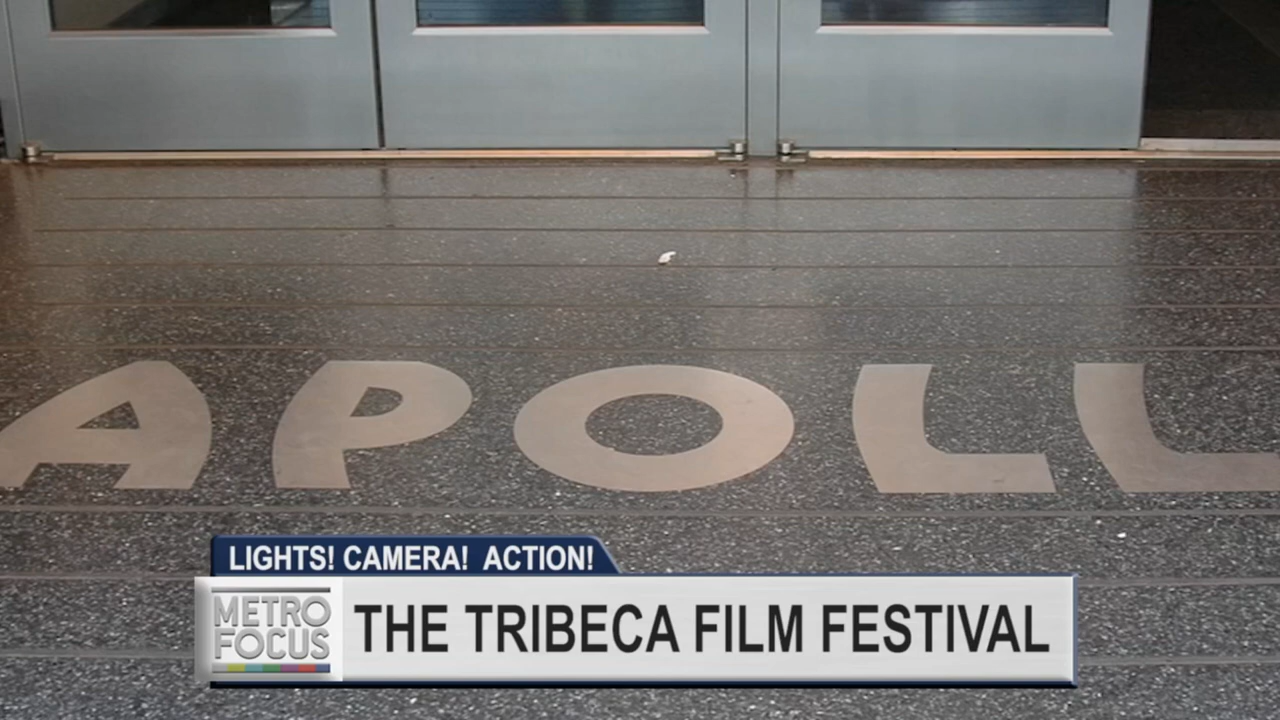 APOLL
LIGHTS! CAMERA! ACTION!
METRO
FOCUS
THE TRIBECA FILM FESTIVAL